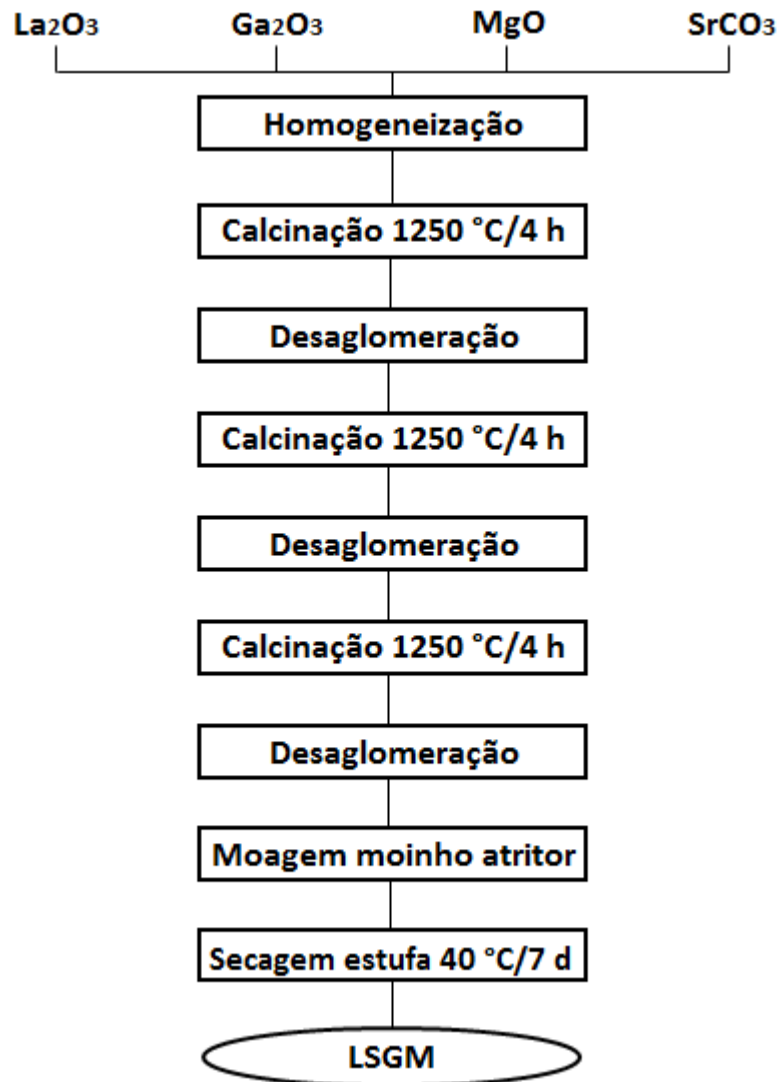 La2O3 Ga2O3 MgO SrCO3
Homogeneização
Calcinação 1250 °C/4 h
Desaglomeração
Calcinação 1250 °C/4 h
Desaglomeração
Calcinação 1250 °C/4 h
Desaglomeração
Moagem moinho atritor
Secagem estufa 40 °C/7 d
LSGM